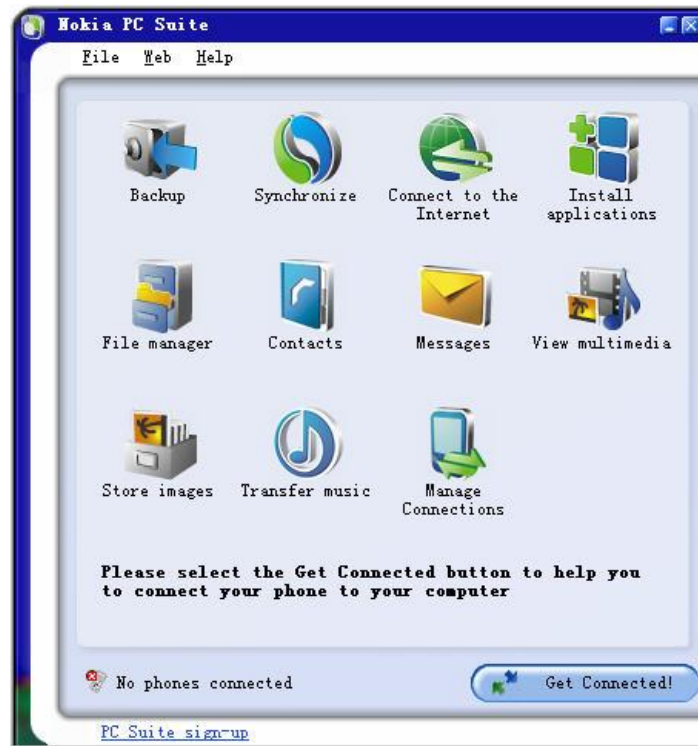 Nokia PC Suite
File Web Help
Backup Synchronize Connect to the Internet Install applications
File manager Contacts Messages View multimedia
Store images Transfer music Manage Connections
Please select the Get Connected button to help you
to connect your phone to your computer
No phones connected Get Connected!
PC Suite sign-up